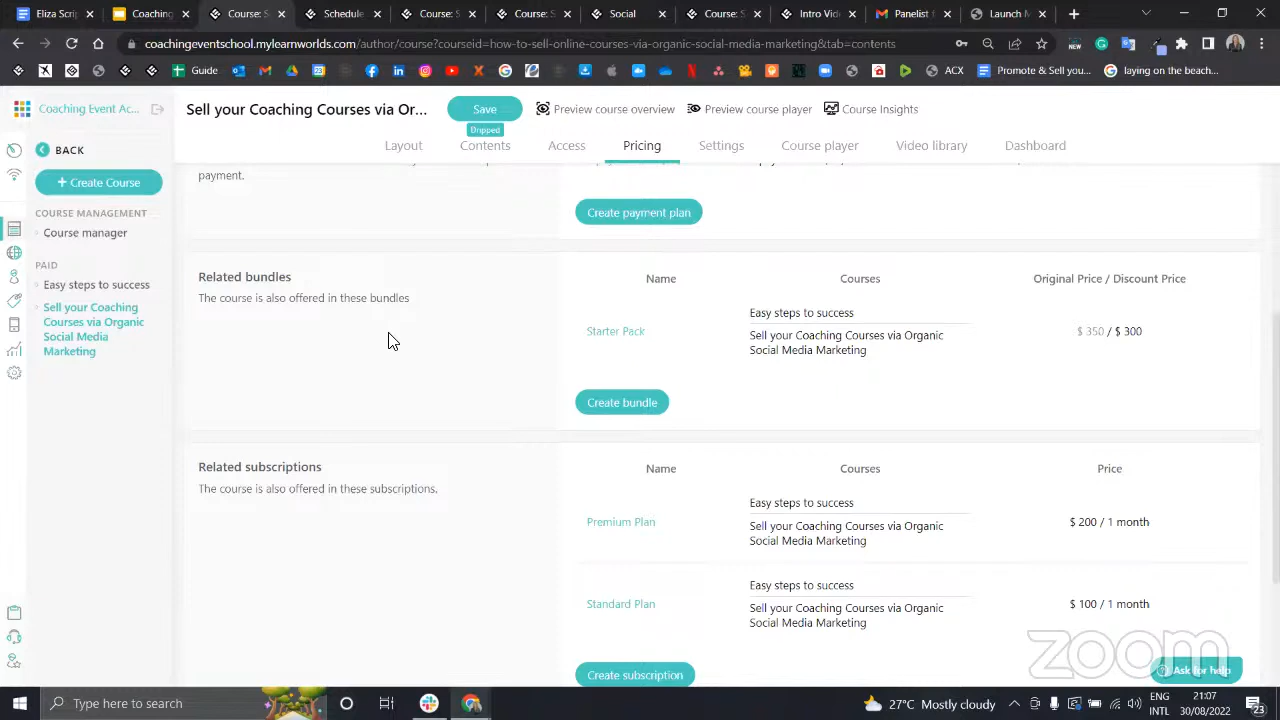 Eliza Scrip
Coaching
Course: S
Schedule
Course: S
Course:
Social
Course: S
Intro Vide
Panelist f
Launch M
coachingeventschool.mylearnworlds.com/author/course?courseid=how-to-sell-online-courses-via-organic-social-media-marketing&tab=contents
Guide
ACX
Promote & Sell you...
laying on the beach...
Coaching Event Ac...
Sell your Coaching Courses via Or...
Save
Preview course overview
Preview course player
Course Insights
Dripped
Layout
Contents
Access
Pricing
Settings
Course player
Video library
Dashboard
BACK
Create Course
COURSE MANAGEMENT
Course manager
PAID
Easy steps to success
Sell your Coaching
Courses via Organic
Social Media
Marketing
payment.
Create payment plan
Related bundles
The course is also offered in these bundles
Name
Courses
Original Price / Discount Price
Starter Pack
Easy steps to success
Sell your Coaching Courses via Organic
Social Media Marketing
$ 350 / $ 300
Create bundle
Related subscriptions
The course is also offered in these subscriptions.
Name
Courses
Price
Premium Plan
Easy steps to success
Sell your Coaching Courses via Organic
Social Media Marketing
$ 200 / 1 month
Standard Plan
Easy steps to success
Sell your Coaching Courses via Organic
Social Media Marketing
$ 100 / 1 month
Create subscription
zoom
Ask for help
Type here to search
27°C Mostly cloudy
ENG
INTL
21:07
30/08/2022
23